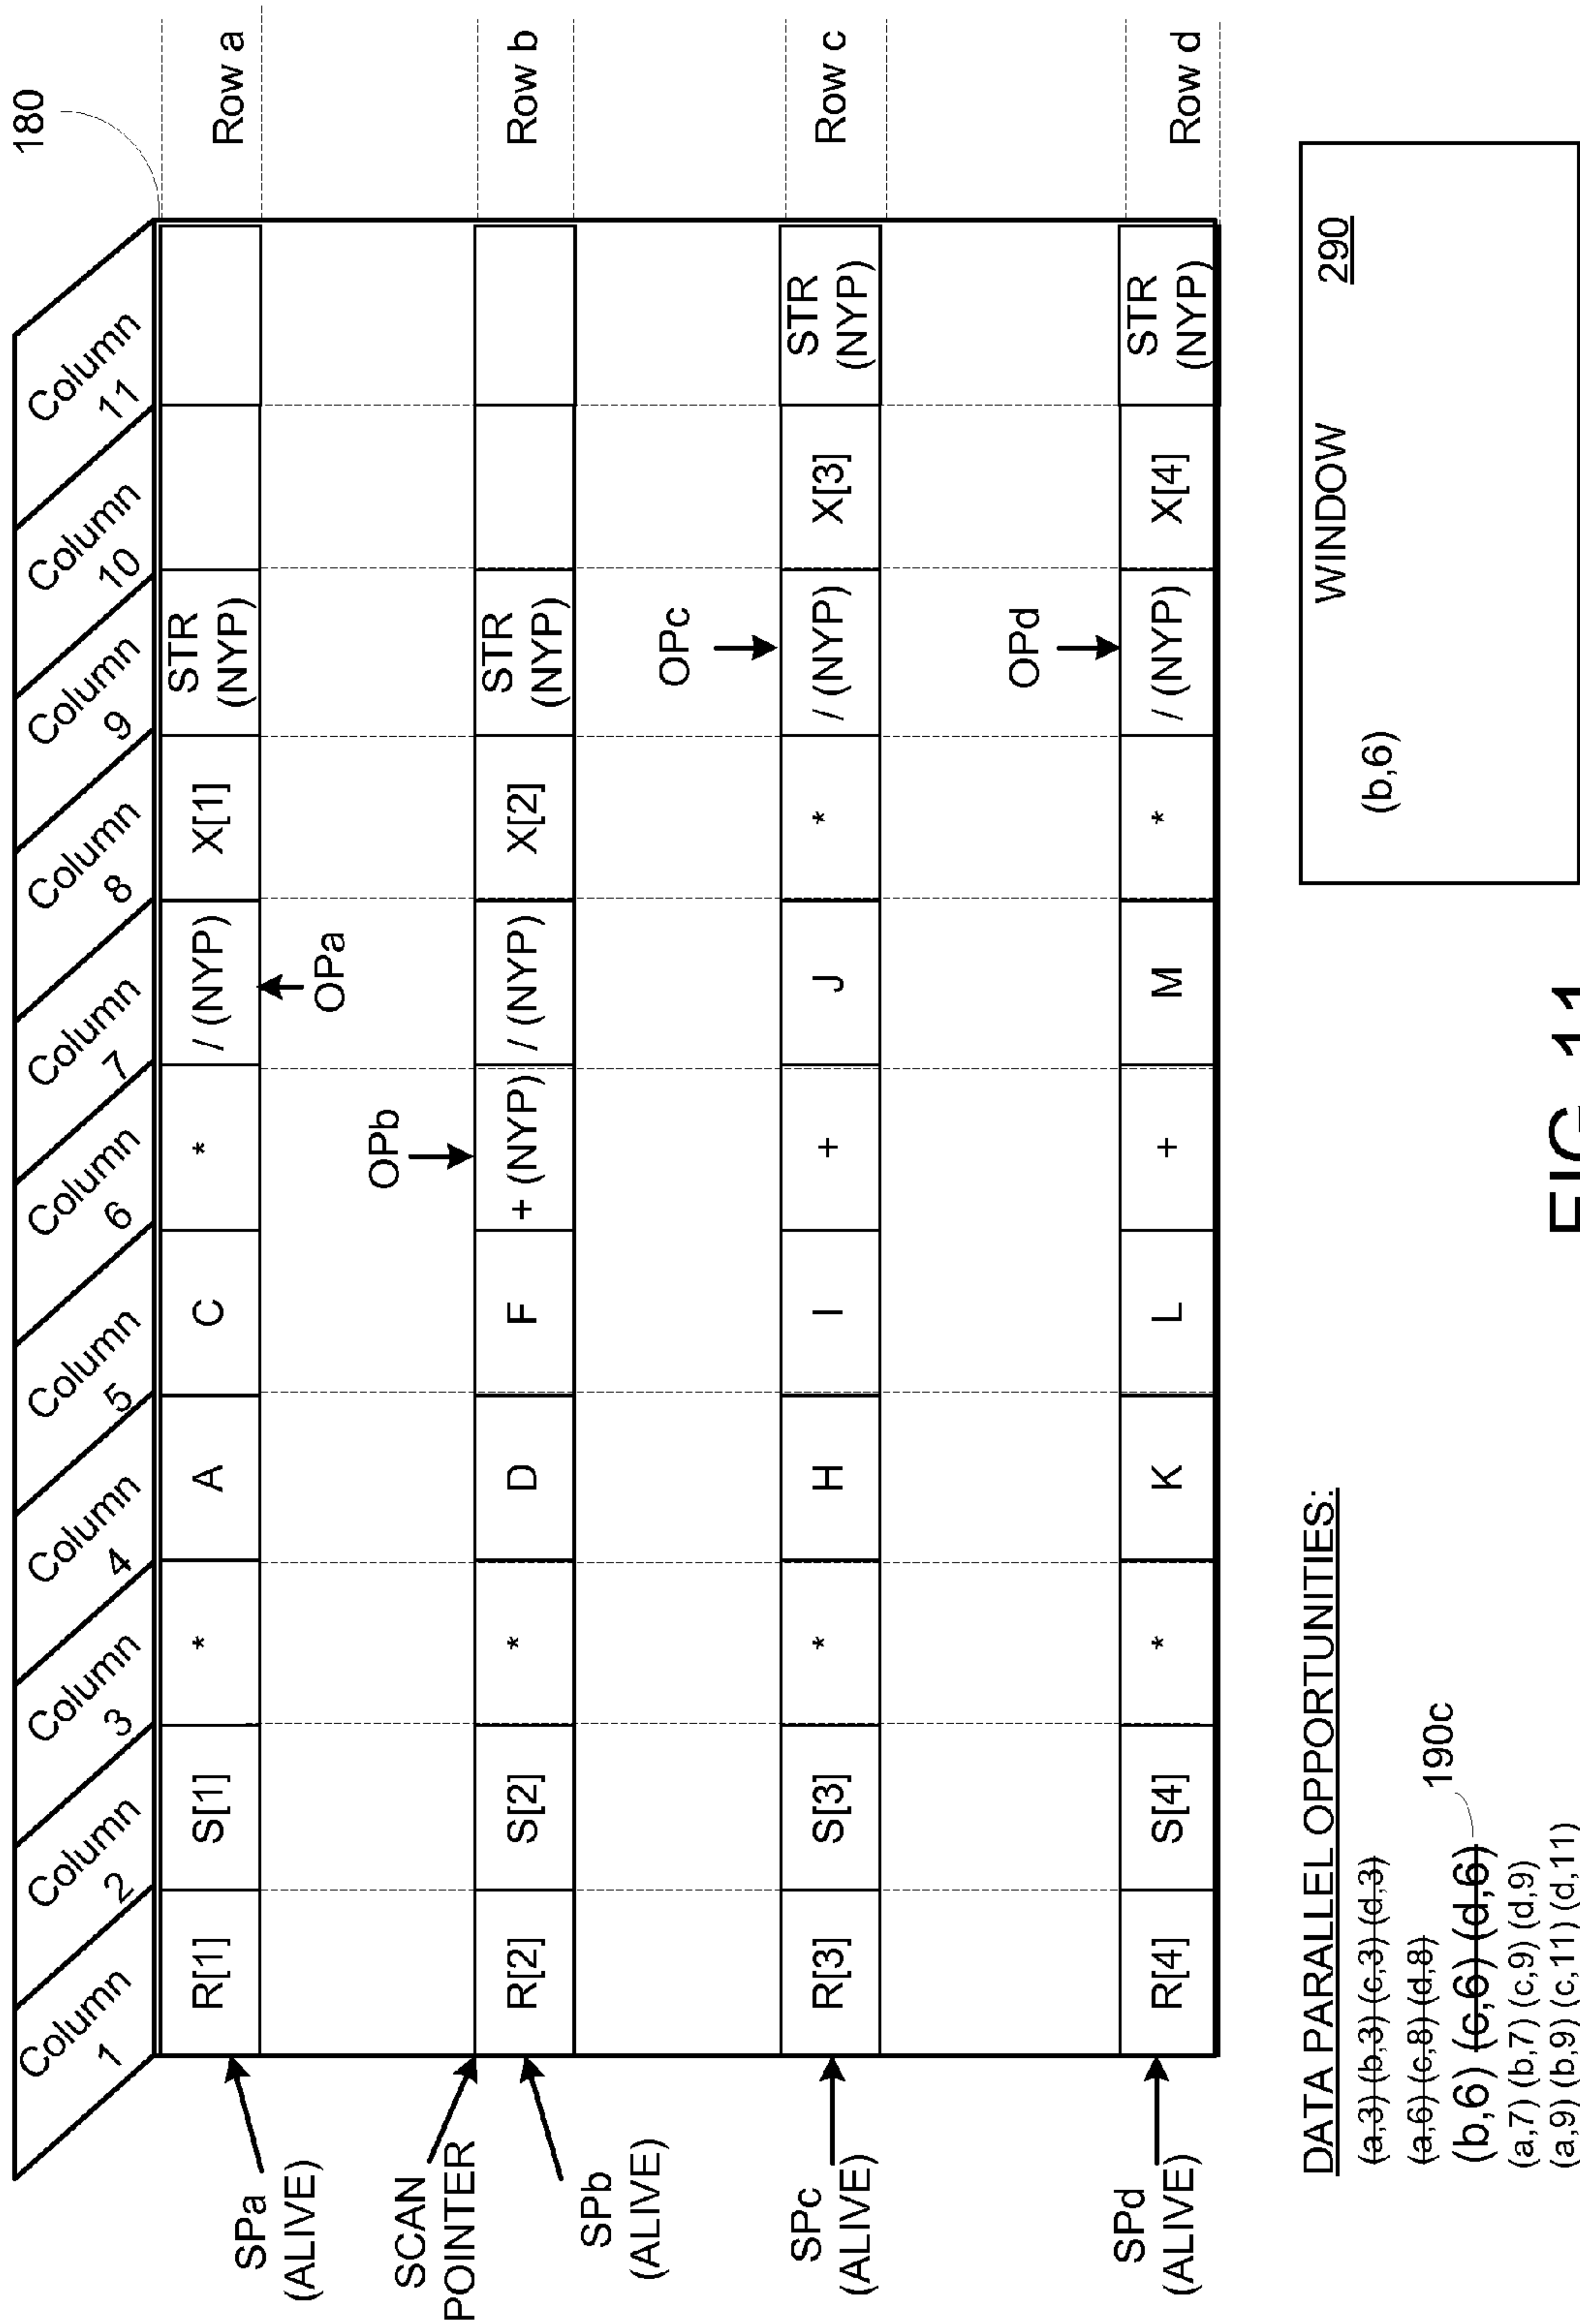 180
Column 1
Column 2
Column 3
Column 4
Column 5
Column 6
Column 7
Column 8
Column 9
Column 10
Column 11
SPa
(ALIVE)
R[1] S[1] * A C * / (NYP) X[1] STR (NYP)
Row a
OPa
SCAN
POINTER
OPb
SPb
(ALIVE)
R[2] S[2] * D F + (NYP) / (NYP) X[2] STR (NYP)
Row b
OPc
SPc
(ALIVE)
R[3] S[3] * H I + J * / (NYP) X[3] STR (NYP)
Row c
OPd
SPd
(ALIVE)
R[4] S[4] * K L + M * / (NYP) X[4] STR (NYP)
Row d
DATA PARALLEL OPPORTUNITIES:
(a,3) (b,3) (c,3) (d,3)
(a,6) (c,8) (d,8)
190c
(b,6) (c,6) (d,6)
(a,7) (b,7) (c,9) (d,9)
(a,9) (b,9) (c,11) (d,11)
WINDOW 290
(b,6)
FIG 11